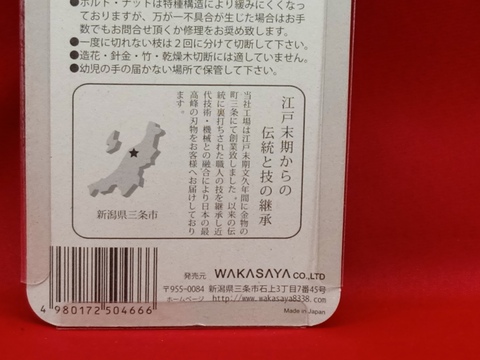 ●ボルト・ナットは特種構造により緩みにくくなっ
ておりますが、万が一不具合が生じた場合はお手
数でもお問合せ頂くか修理をお奨め致します。
●一度に切れない枝は２回に分けて切断して下さい。
●造花・針金・竹・乾燥木切断には適していません。
●幼児の手の届かない場所で保管して下さい。
江戸末期からの
伝統と技の継承
当社工場は江戸末期文久年間に金物の
町三条にて創業致しました。以来の伝
統に裏打ちされた職人の技を継承し近
代技術・機械との融合により日本の最
高峰の刃物をお客様へお届けしており
ます。
新潟県三条市
発売元 WAKASAYA CO.,LTD
〒955-0084 新潟県三条市石上3丁目7番45号
ホームページ http://www.wakasaya8338.com
Made in Japan
4 980172 504666